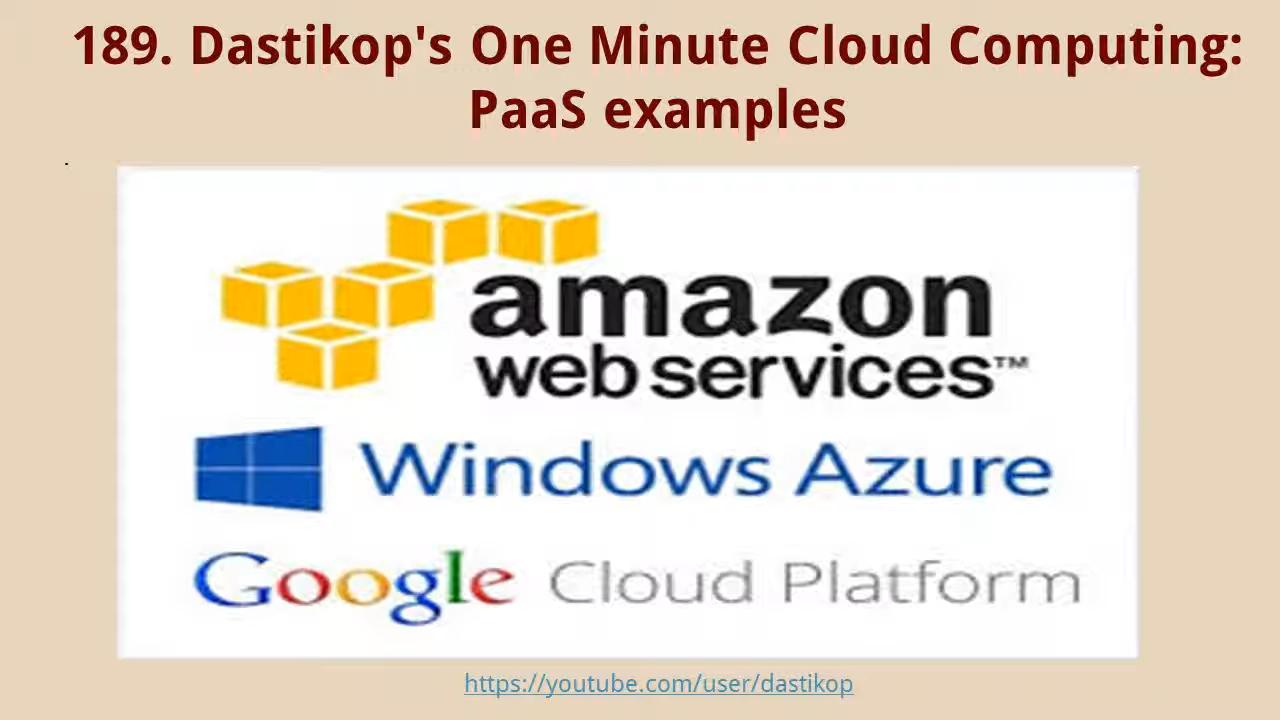 189. Dastikop's One Minute Cloud Computing:
PaaS examples
amazon
web services™
Windows Azure
Google Cloud Platform
https://youtube.com/user/dastikop